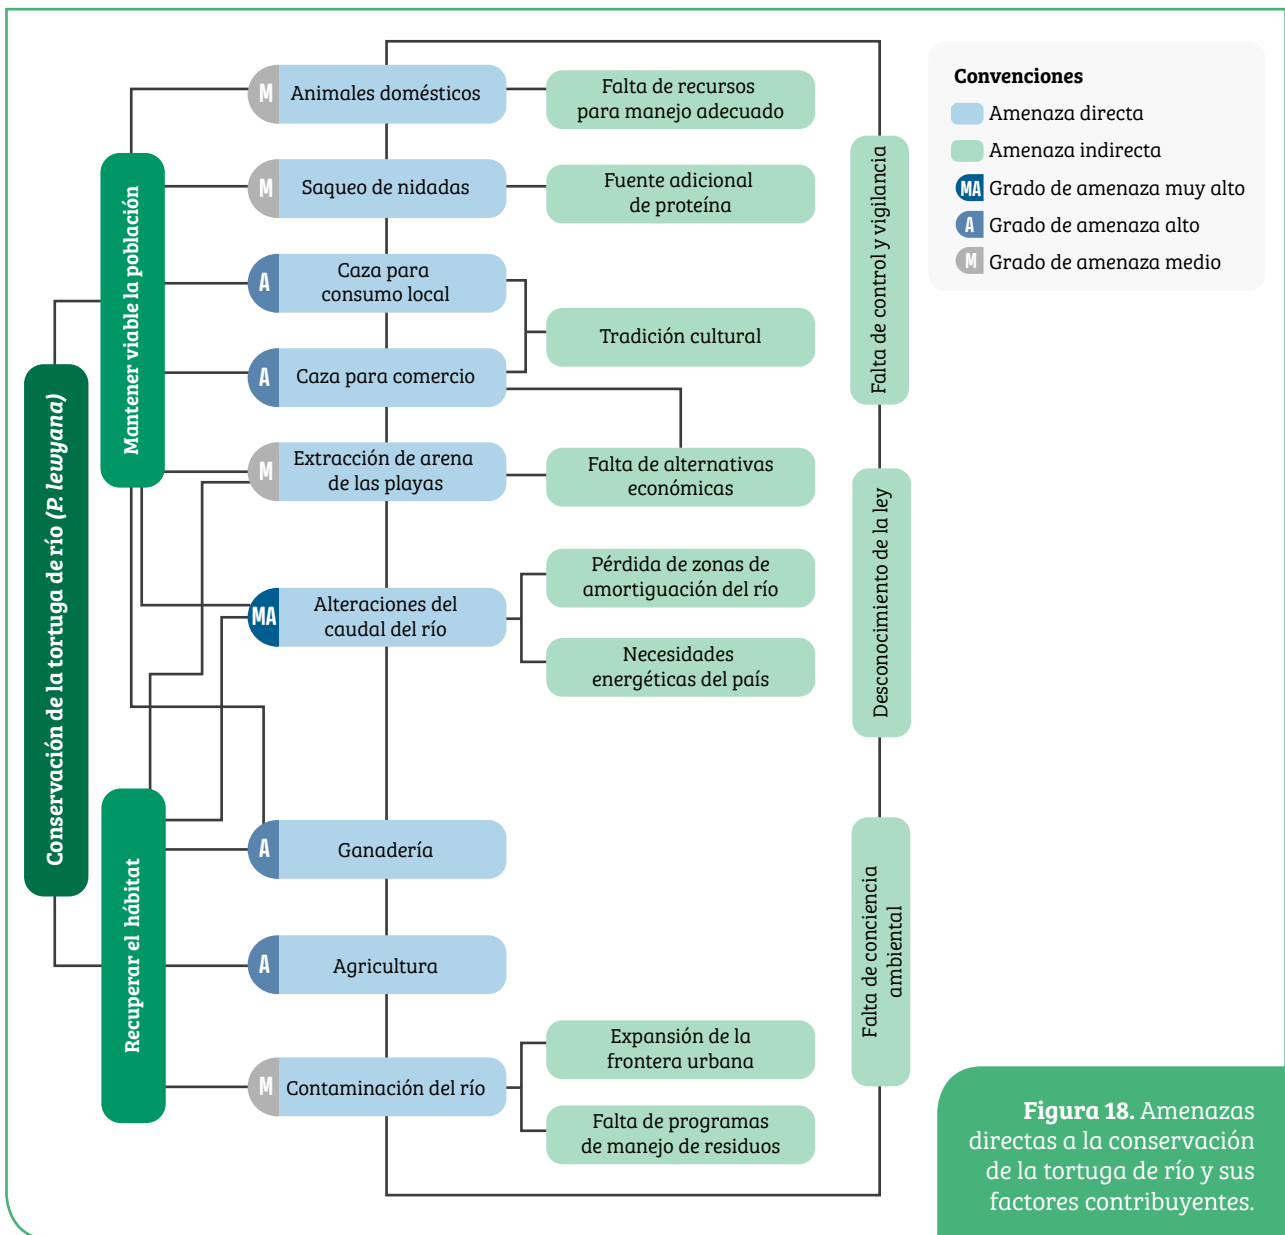 Conservación de la tortuga de río (P. lewyana)
Mantener viable la población
Recuperar el hábitat
M
Animales domésticos
Falta de recursos
para manejo adecuado
M
Saqueo de nidadas
Fuente adicional
de proteína
A
Caza para
consumo local
Tradición cultural
A
Caza para comercio
M
Extracción de arena
de las playas
Falta de alternativas
económicas
MA
Alteraciones del
caudal del río
Pérdida de zonas de
amortiguación del río
Necesidades
energéticas del país
A
Ganadería
A
Agricultura
M
Contaminación del río
Expansión de la
frontera urbana
Falta de programas
de manejo de residuos
Falta de control y vigilancia
Desconocimiento de la ley
Falta de conciencia
ambiental
Convenciones
Amenaza directa
Amenaza indirecta
MA Grado de amenaza muy alto
A Grado de amenaza alto
M Grado de amenaza medio
Figura 18. Amenazas
directas a la conservación
de la tortuga de río y sus
factores contribuyentes.